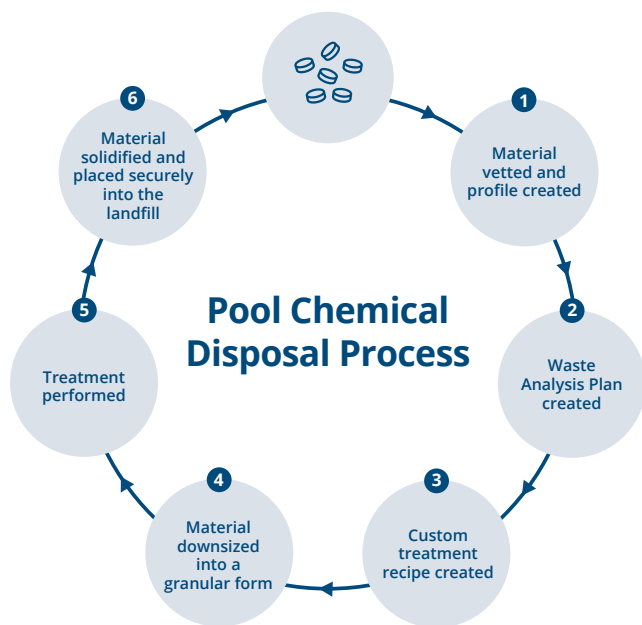 Pool Chemical
Disposal Process
1
Material
vetted and
profile created
2
Waste
Analysis Plan
created
3
Custom
treatment
recipe created
4
Material
downsized
into a
granular form
5
Treatment
performed
6
Material
solidified and
placed securely
into the
landfill